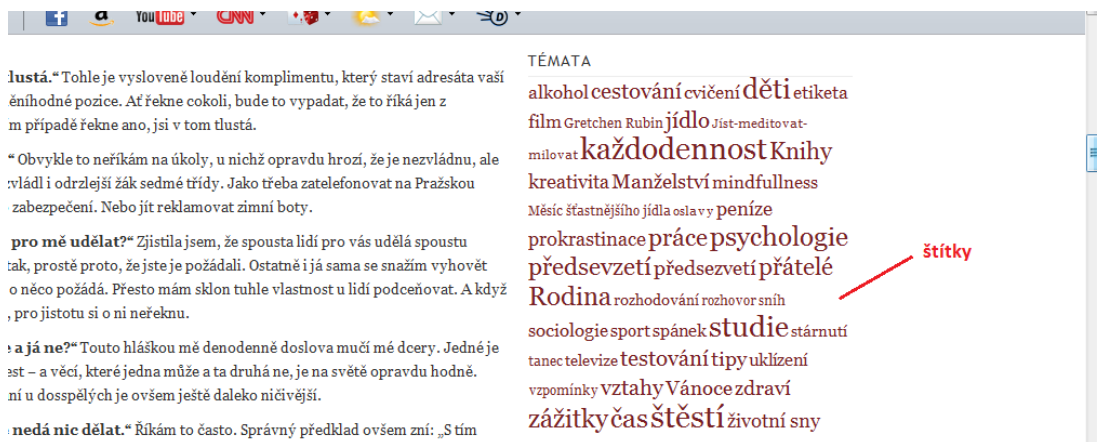 You Tube CNN
lustá.“ Tohle je vysloveně loudění komplimentu, který staví adresáta vaší
ěníhodné pozice. Ať řekne cokoli, bude to vypadat, že to říká jen z
m případě řekne ano, jsi v tom tlustá.
“ Obvykle to neříkám na úkoly, u nichž opravdu hrozí, že je nezvládnu, ale
zvládl i odrzlejší žák sedmé třídy. Jako třeba zatelefonovat na Pražskou
zabezpečení. Nebo jít reklamovat zimní boty.
pro mě udělat?“ Zjistila jsem, že spousta lidí pro vás udělá spoustu
tak, prostě proto, že jste je požádali. Ostatně i já sama se snažím vyhovět
o něco požádá. Přesto mám sklon tuhle vlastnost u lidí podceňovat. A když
, pro jistotu si o ni neřeknu.
e a já ne?“ Touto hláškou mě denodenně doslova mučí mé dcery. Jedné je
est – a věcí, které jedna může a ta druhá ne, je na světě opravdu hodně.
ní u dosspělých je ovšem ještě daleko ničivější.
nedá nic dělat.“ Říkám to často. Správný předklad ovšem zní: „S tím
TÉMATA
alkohol cestování cvičení děti etiketa
film Gretchen Rubin jídlo Jíst-meditovat-
milovat každodennost Knihy
kreativita Manželství mindfullness
Měsíc šťastnějšího jídla oslavy peníze
prokrastinace práce psychologie
předsevzetí předsezvetí přátelé
Rodina rozhodování rozhovor sníh
sociologie sport spánek studie stárnutí
tanec televize testování tipy uklízení
vzpomínky vztahy Vánoce zdraví
zážitky čas štěstí životní sny
štítky